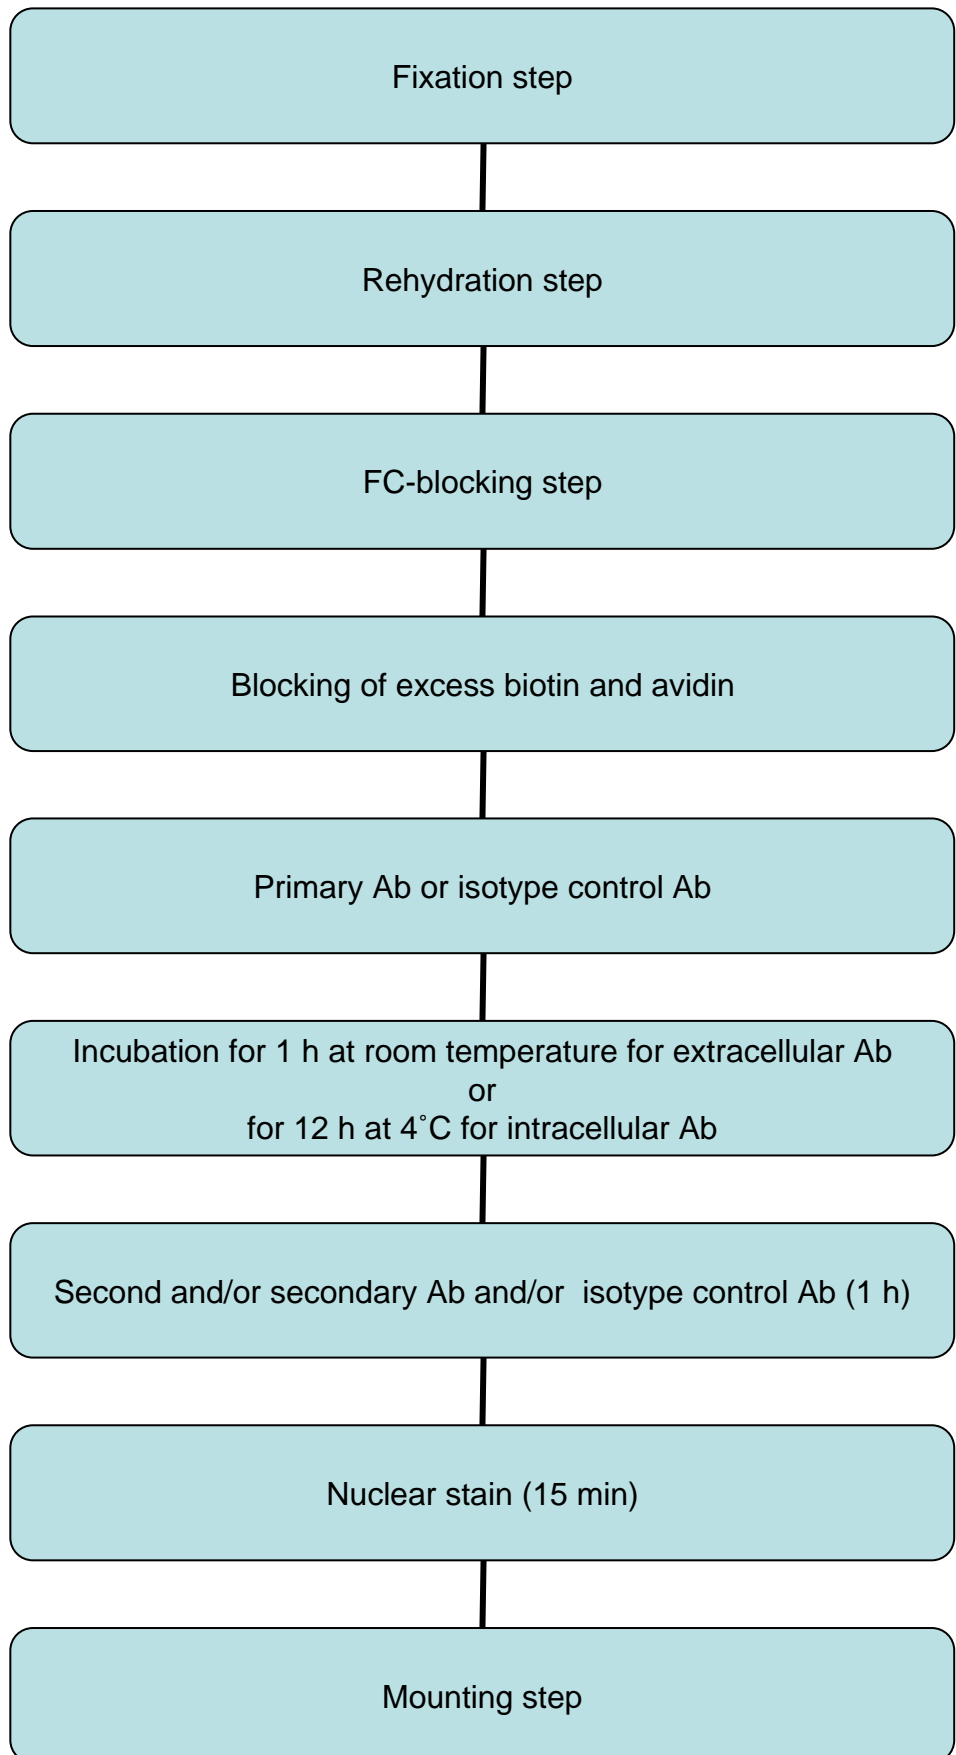 Fixation step
Rehydration step
FC-blocking step
Blocking of excess biotin and avidin
Primary Ab or isotype control Ab
Incubation for 1 h at room temperature for extracellular Ab
or
for 12 h at 4˚C for intracellular Ab
Second and/or secondary Ab and/or  isotype control Ab (1 h)
Nuclear stain (15 min)
Mounting step